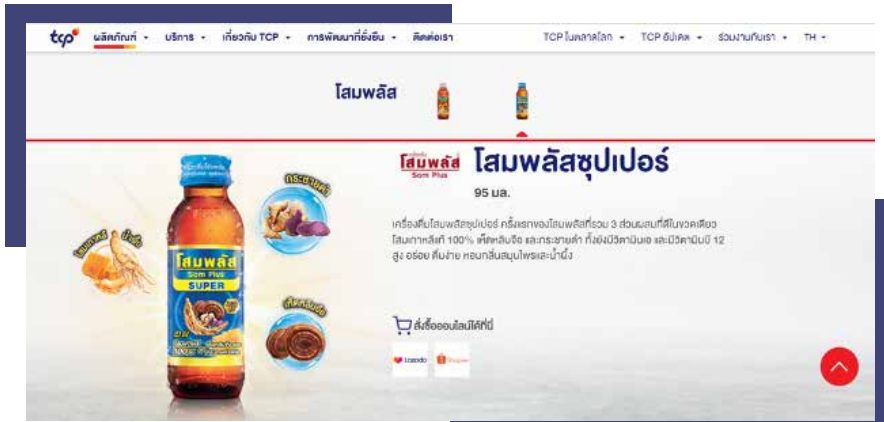 tcp ผลิตภัณฑ์ บริการ เกี่ยวกับ TCP การพัฒนาที่ยั่งยืน ติดต่อเรา TCP ในตลาดโลก TCP อัปเดต ร่วมงานกับเรา TH
โสมพลัส
โสมพลัส
Som Plus
โสมพลัสซุปเปอร์
95 มล.
เครื่องดื่มโสมพลัสซุปเปอร์ ครั้งแรกของโสมพลัสที่รวม 3 ส่วนผสมที่ดีในขวดเดียว
โสมเกาหลีแท้ 100% เห็ดหลินจือ และกระชายดำ ทั้งยังมีวิตามินเอ และมีวิตามินบี 12
สูง อร่อย ดื่มง่าย หอมกลิ่นสมุนไพรและน้ำผึ้ง
กระชายดำ
โสมเกาหลี น้ำผึ้ง
โสมพลัส
Som Plus
SUPER
เห็ดหลินจือ
สั่งซื้อออนไลน์ได้ที่นี่
Lazada Shopee